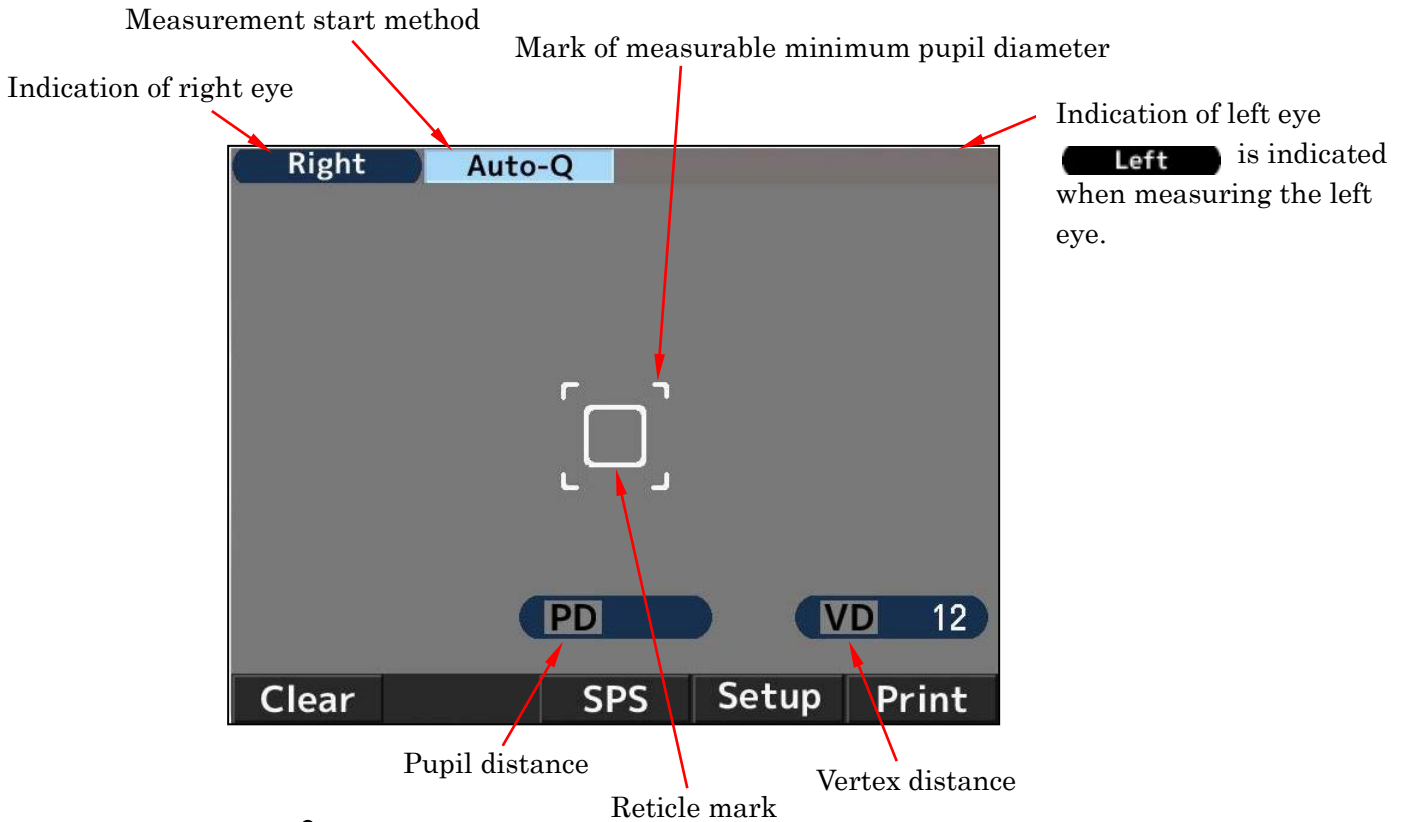 Measurement start method
Mark of measurable minimum pupil diameter
Indication of right eye
Indication of left eye
Left is indicated
when measuring the left
eye.
Right
Auto-Q
PD
VD 12
Clear
SPS
Setup
Print
Pupil distance
Vertex distance
Reticle mark